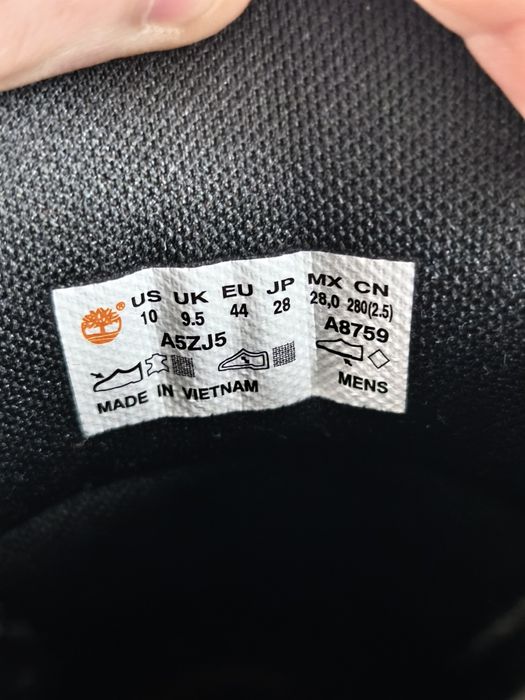 ® US UK EU JP MX CN
10 9.5 44 28 28,0 280(2.5)
A5ZJ5 A8759
MADE IN VIETNAM MENS